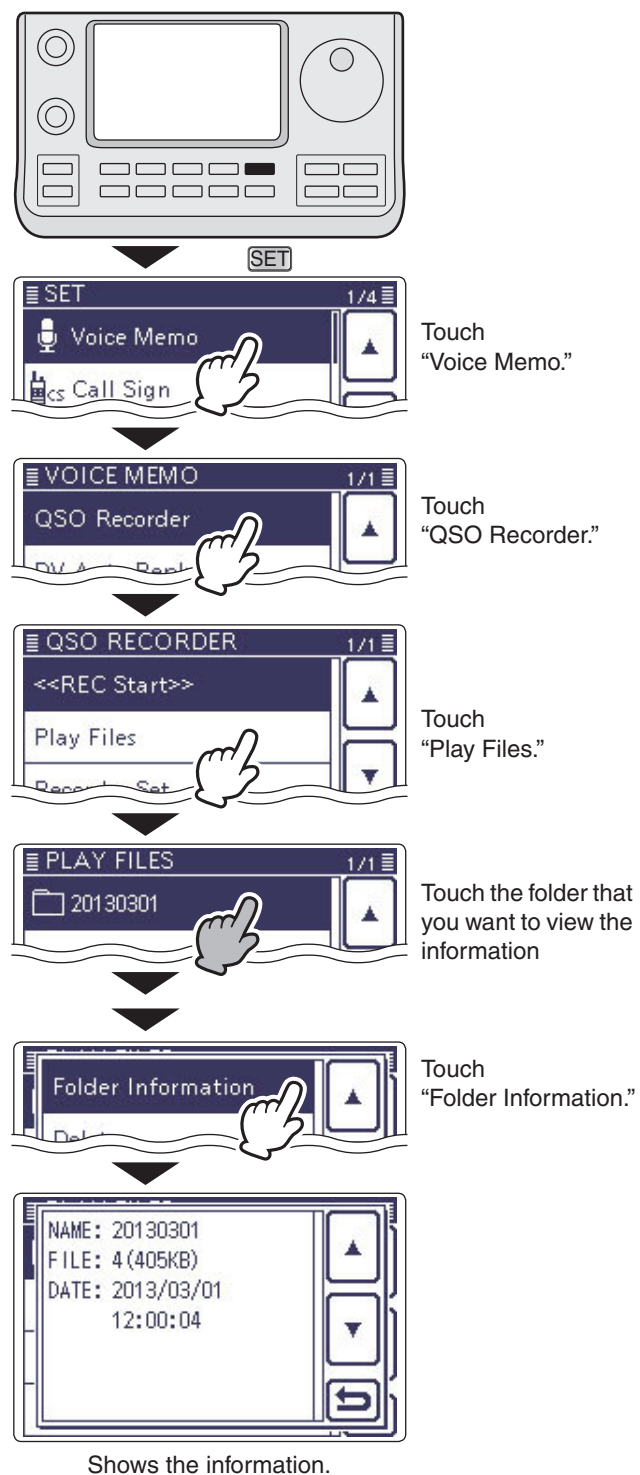 SET
SET
1/4
Voice Memo
CS Call Sign
Touch
“Voice Memo.”
VOICE MEMO
1/1
QSO Recorder
Touch
“QSO Recorder.”
QSO RECORDER
1/1
<<REC Start>>
Play Files
Touch
“Play Files.”
PLAY FILES
1/1
20130301
Touch the folder that
you want to view the
information
Folder Information
Touch
“Folder Information.”
NAME: 20130301
FILE: 4(405KB)
DATE: 2013/03/01
12:00:04
Shows the information.